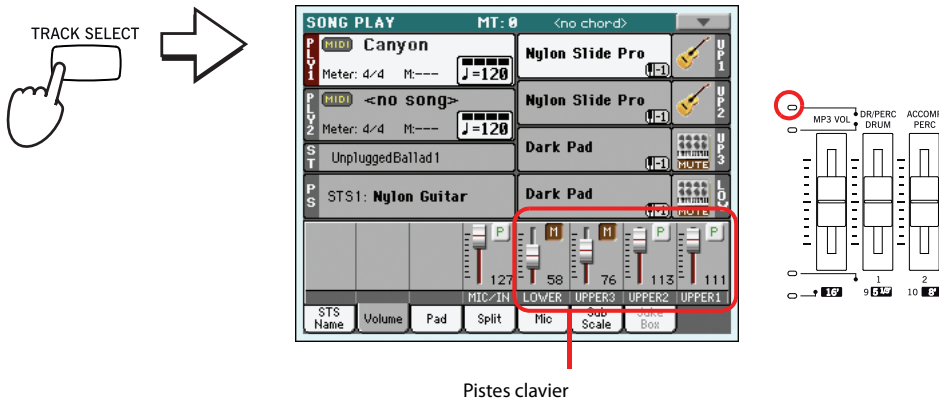 TRACK SELECT
SONG PLAY MT: 0 <no chord>
PLY1 MIDI Canyon
Meter: 4/4 M:--- ♩=120
Nylon Slide Pro -1 UP1
PLY2 MIDI <no song>
Meter: 4/4 M:--- ♩=120
Nylon Slide Pro -1 UP2
ST UnpluggedBallad1
Dark Pad -1 MUTE UP3
PS STS1: Nylon Guitar
Dark Pad -1 MUTE LOW
P M M P P
127 58 76 113 111
MIC/IN LOWER UPPER3 UPPER2 UPPER1
STS Name Volume Pad Split Mic Sub Scale Juke Box
Pistes clavier
MP3 VOL DR/PERC ACCOMP
DRUM PERC
1 2
16' 9 10 8'